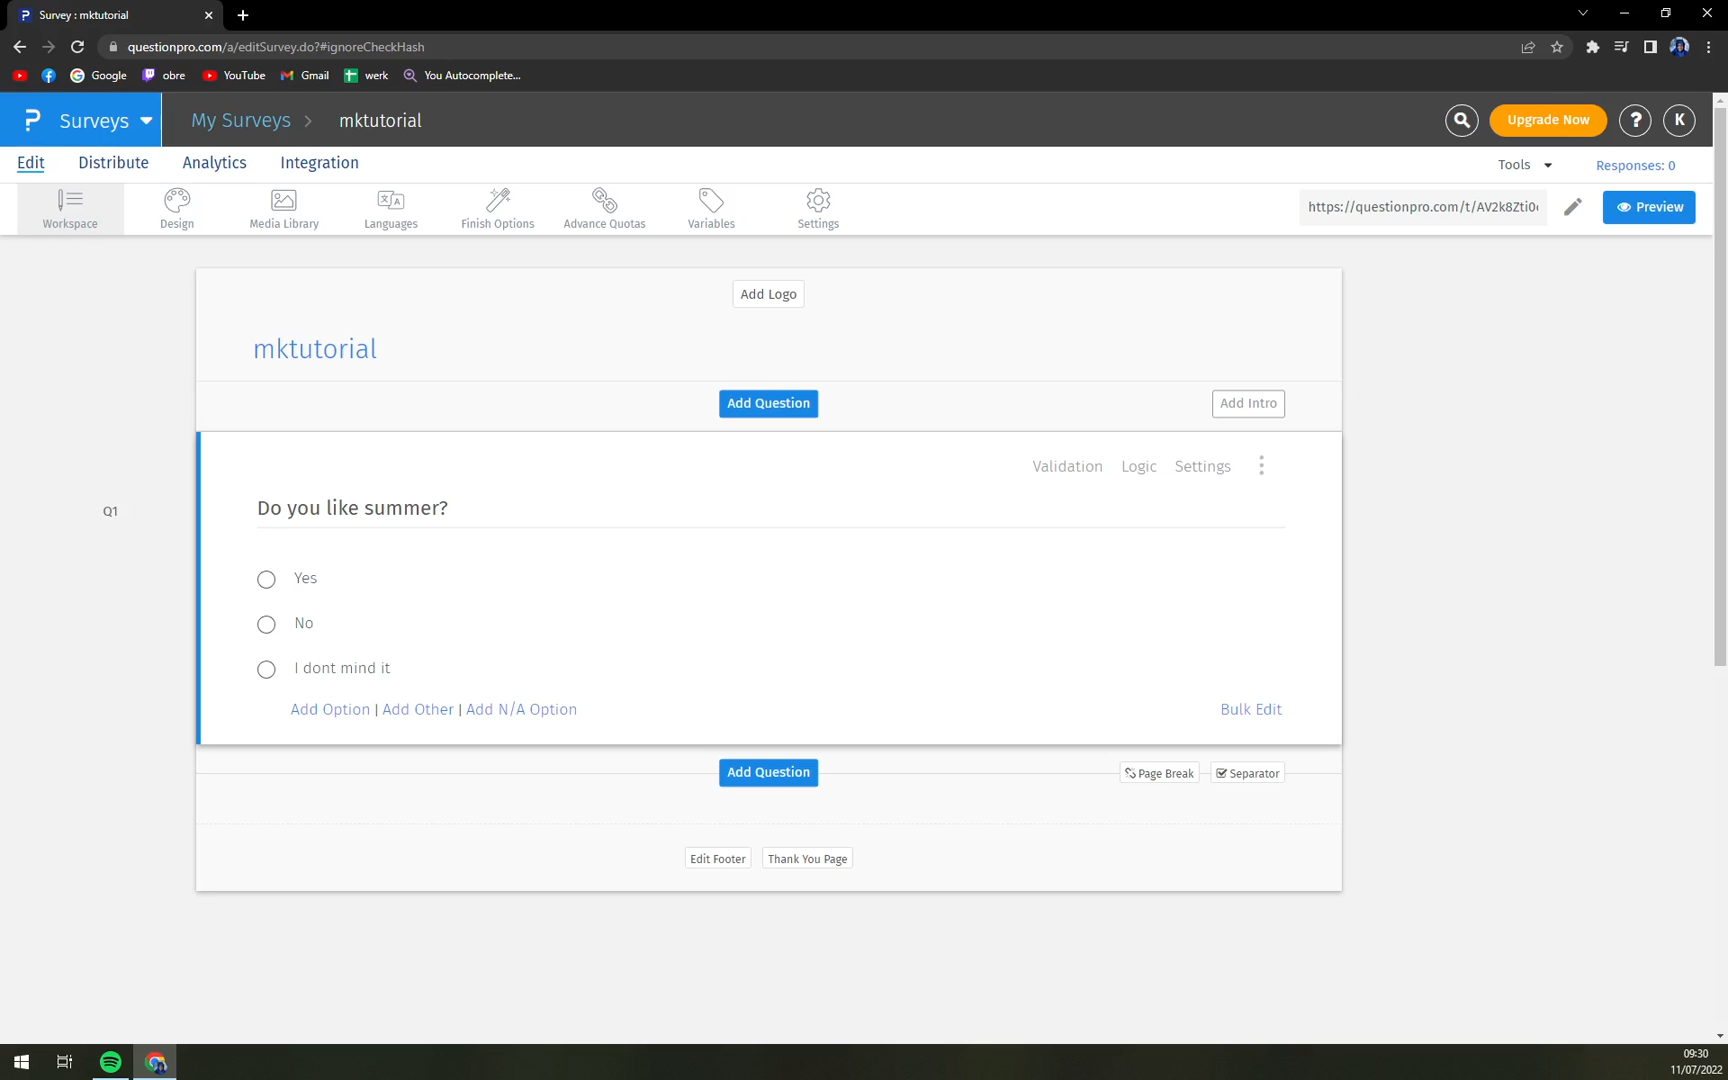 Survey : mktutorial
questionpro.com/a/editSurvey.do?#ignoreCheckHash
Google
obre
YouTube
Gmail
werk
You Autocomplete...
Surveys
My Surveys
mktutorial
Upgrade Now
?
K
Edit
Distribute
Analytics
Integration
Tools
Responses: 0
Workspace
Design
Media Library
Languages
Finish Options
Advance Quotas
Variables
Settings
https://questionpro.com/t/AV2k8Zti0
Preview
Add Logo
mktutorial
Add Question
Add Intro
Validation
Logic
Settings
Q1
Do you like summer?
Yes
No
I dont mind it
Add Option | Add Other | Add N/A Option
Bulk Edit
Add Question
Page Break
Separator
Edit Footer
Thank You Page
09:30
11/07/2022